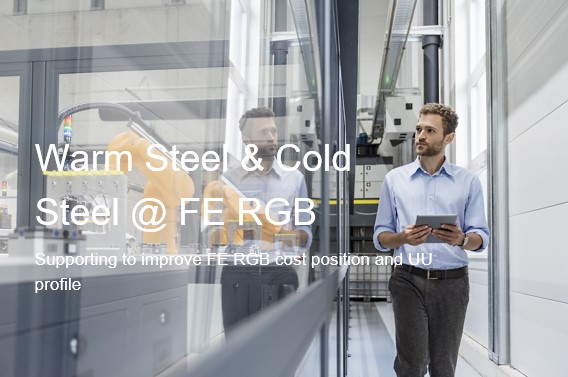 Warm Steel & Cold
Steel @ FE RGB
Supporting to improve FE RGB cost position and UU
profile